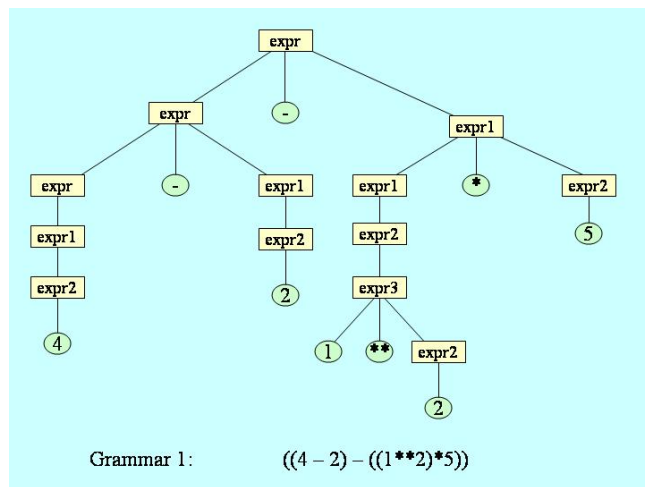 expr
expr - expr1
expr - expr1 expr1 * expr2
expr1 expr2 expr2 5
expr2 2 expr3
4 1 ** expr2
2
Grammar 1: ((4 – 2) – ((1**2)*5))